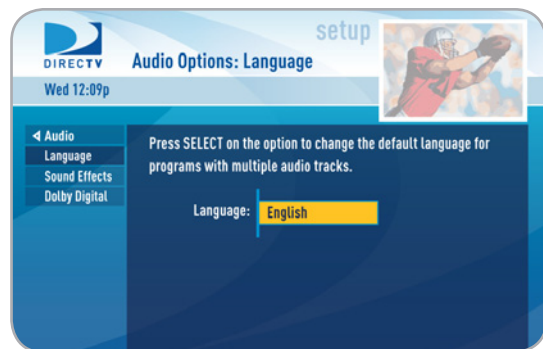 setup
DIRECTV
Audio Options: Language
Wed 12:09p
Audio
Language
Sound Effects
Dolby Digital
Press SELECT on the option to change the default language for
programs with multiple audio tracks.
Language: English